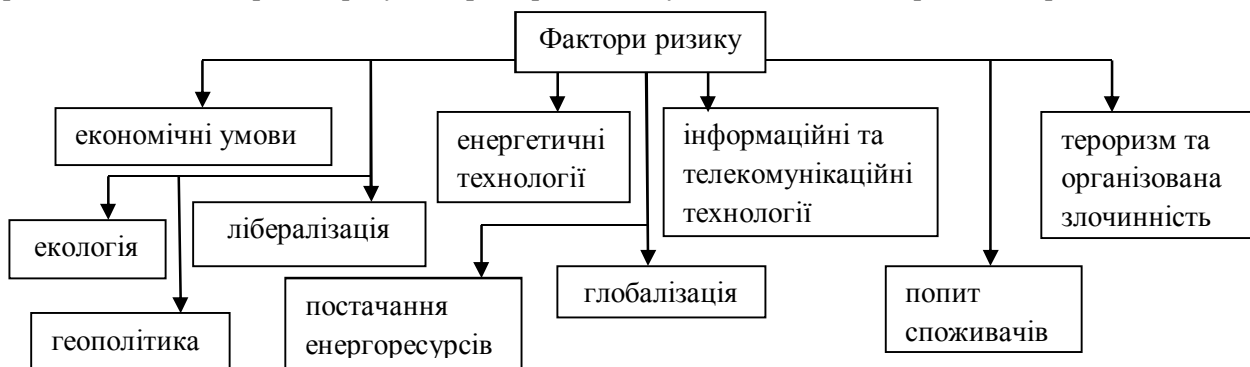 Фактори ризику
економічні умови
енергетичні
технології
інформаційні та
телекомунікаційні
технології
тероризм та
організована
злочинність
екологія
лібералізація
геополітика
постачання
енергоресурсів
глобалізація
попит
споживачів